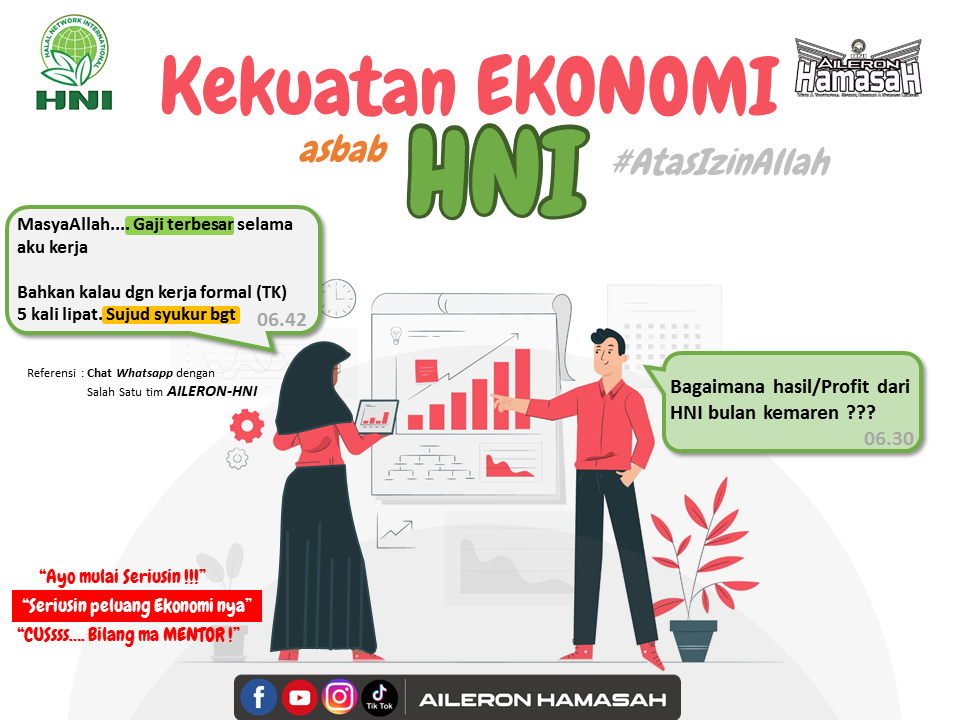 HALAL NETWORK INTERNATIONAL
HNI
Kekuatan EKONOMI
HNI
AILERON
HamasaH
asbab
HNI
#AtasIzinAllah
MasyaAllah.... Gaji terbesar selama
aku kerja
Bahkan kalau dgn kerja formal (TK)
5 kali lipat. Sujud syukur bgt
06.42
Referensi : Chat Whatsapp dengan
Salah Satu tim AILERON-HNI
Bagaimana hasil/Profit dari
HNI bulan kemaren ???
06.30
“Ayo mulai Seriusin !!!”
“Seriusin peluang Ekonomi nya”
“CUSsss.... Bilang ma MENTOR !”
Tik Tok
AILERON HAMASAH